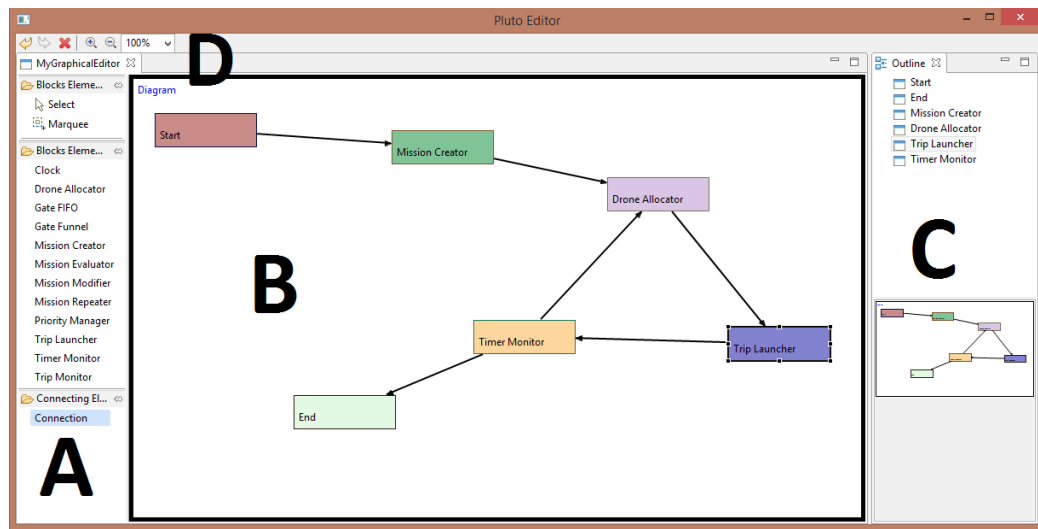 Pluto Editor
100%
D
MyGraphicalEditor
Blocks Eleme...
Select
Marquee
Blocks Eleme...
Clock
Drone Allocator
Gate FIFO
Gate Funnel
Mission Creator
Mission Evaluator
Mission Modifier
Mission Repeater
Priority Manager
Trip Launcher
Timer Monitor
Trip Monitor
Connecting El...
Connection
A
Diagram
Start
Mission Creator
Drone Allocator
B
Timer Monitor
Trip Launcher
End
Outline
Start
End
Mission Creator
Drone Allocator
Trip Launcher
Timer Monitor
C